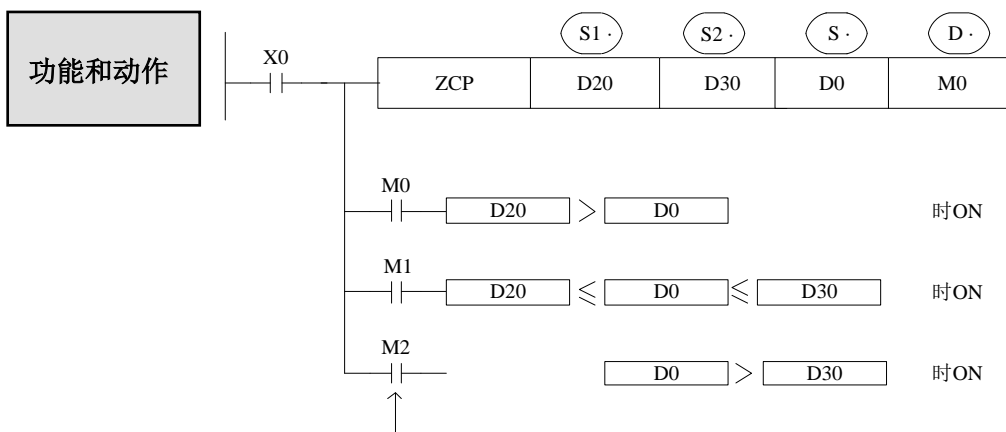 功能和动作
X0
S1 · S2 · S · D ·
ZCP D20 D30 D0 M0
M0
D20 > D0 时ON
M1
D20 ≤ D0 ≤ D30 时ON
M2
D0 > D30 时ON